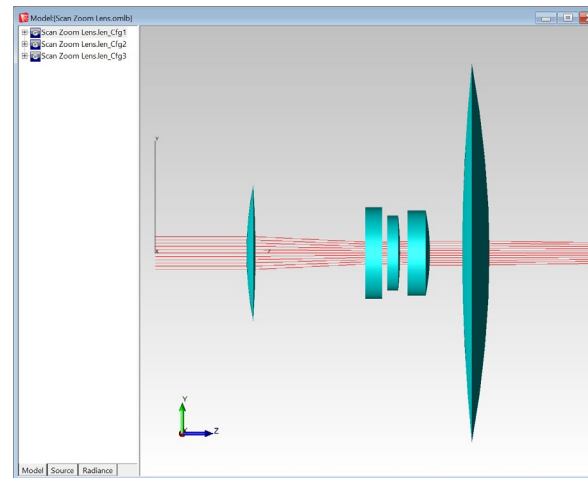 Model:[Scan Zoom Lens.omlb]
Scan Zoom Lens.len_Cfg1
Scan Zoom Lens.len_Cfg2
Scan Zoom Lens.len_Cfg3
Y
X
Z
Y
Z
Model Source Radiance